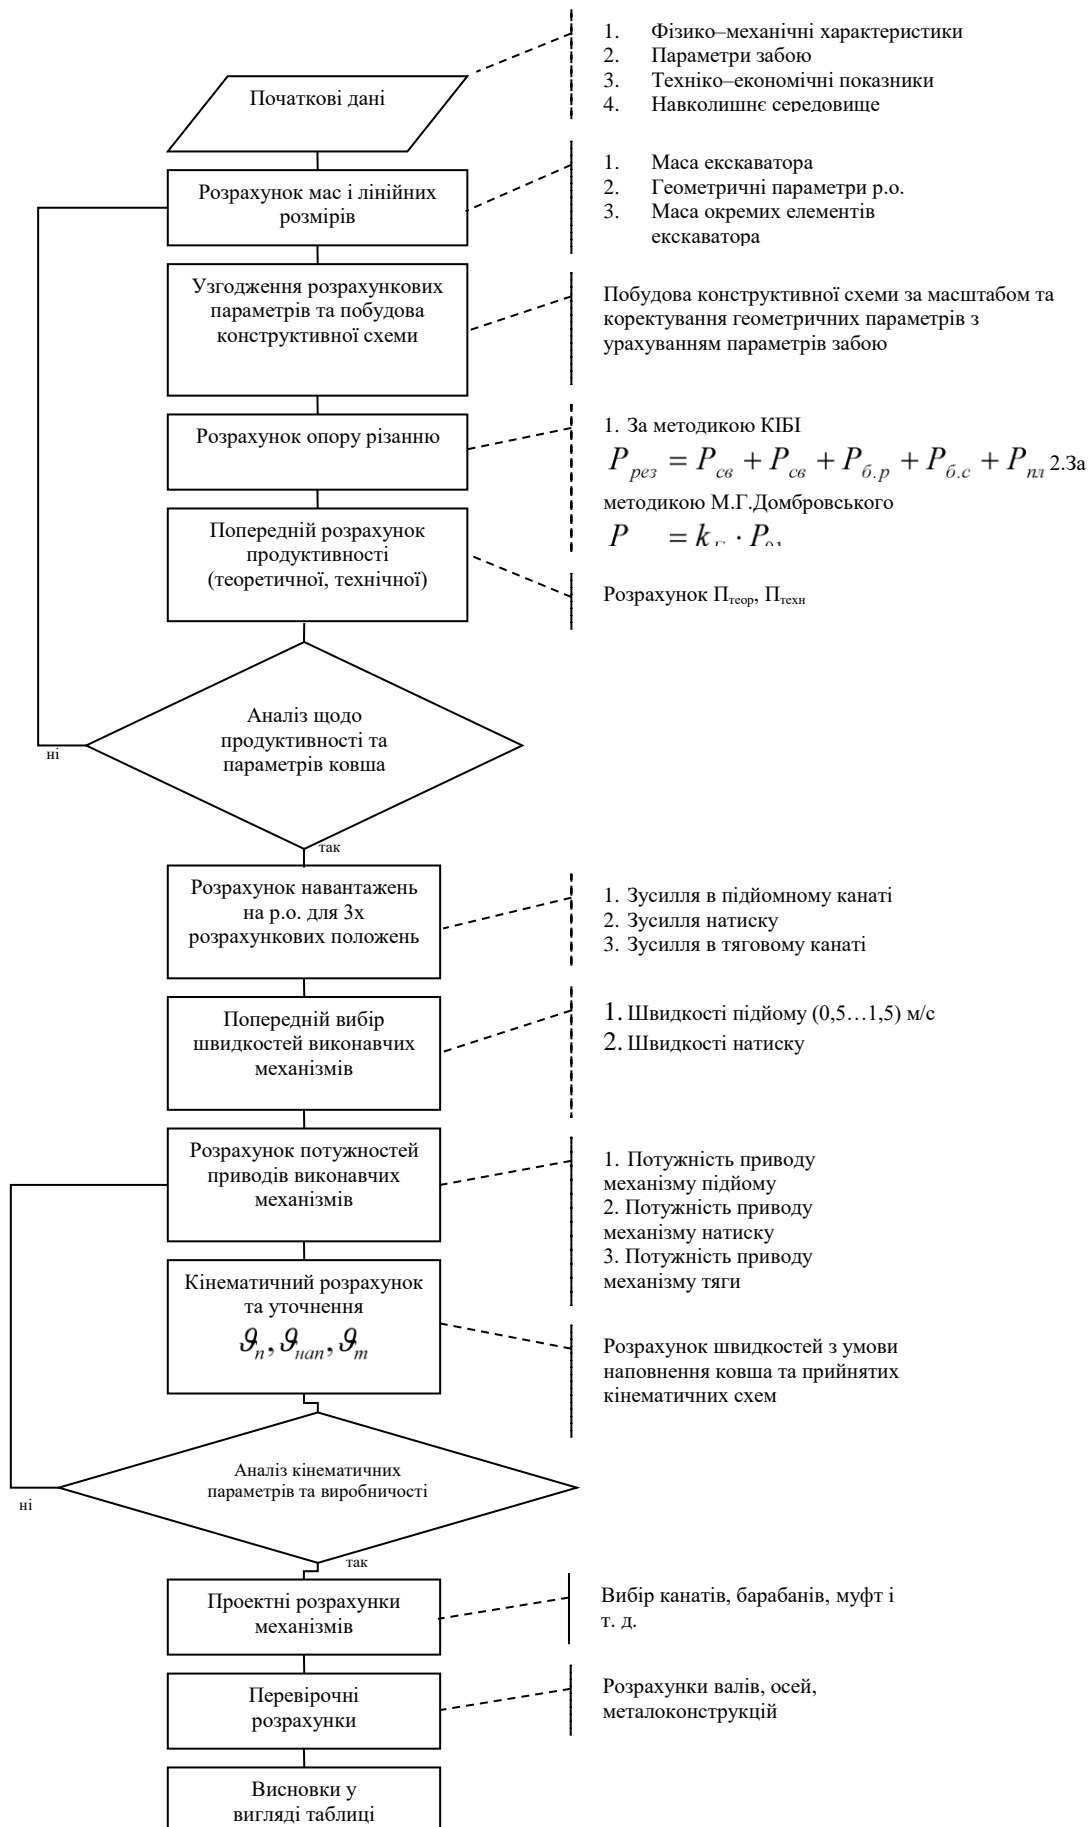 Початкові дані
1. Фізико–механічні характеристики
2. Параметри забою
3. Техніко–економічні показники
4. Навколишнє середовище
Розрахунок мас і лінійних
розмірів
1. Маса екскаватора
2. Геометричні параметри р.о.
3. Маса окремих елементів
екскаватора
Узгодження розрахункових
параметрів та побудова
конструктивної схеми
Побудова конструктивної схеми за масштабом та
коректування геометричних параметрів з
урахуванням параметрів забою
Розрахунок опору різанню
1. За методикою КІБІ
P_рез = P_св + P_св + P_б.р + P_б.с + P_пл 2.За
методикою М.Г.Домбровського
P = k · P
Попередній розрахунок
продуктивності
(теоретичної, технічної)
Розрахунок Птеор, Птехн
Аналіз щодо
продуктивності та
параметрів ковша
ні
так
Розрахунок навантажень
на р.о. для 3х
розрахункових положень
1. Зусилля в підйомному канаті
2. Зусилля натиску
3. Зусилля в тяговому канаті
Попередній вибір
швидкостей виконавчих
механізмів
1. Швидкості підйому (0,5…1,5) м/с
2. Швидкості натиску
Розрахунок потужностей
приводів виконавчих
механізмів
1. Потужність приводу
механізму підйому
2. Потужність приводу
механізму натиску
3. Потужність приводу
механізму тяги
Кінематичний розрахунок
та уточнення
ϑ_п, ϑ_нап, ϑ_т
Розрахунок швидкостей з умови
наповнення ковша та прийнятих
кінематичних схем
Аналіз кінематичних
параметрів та виробничості
ні
так
Проектні розрахунки
механізмів
Вибір канатів, барабанів, муфт і
т. д.
Перевірочні
розрахунки
Розрахунки валів, осей,
металоконструкцій
Висновки у
вигляді таблиці